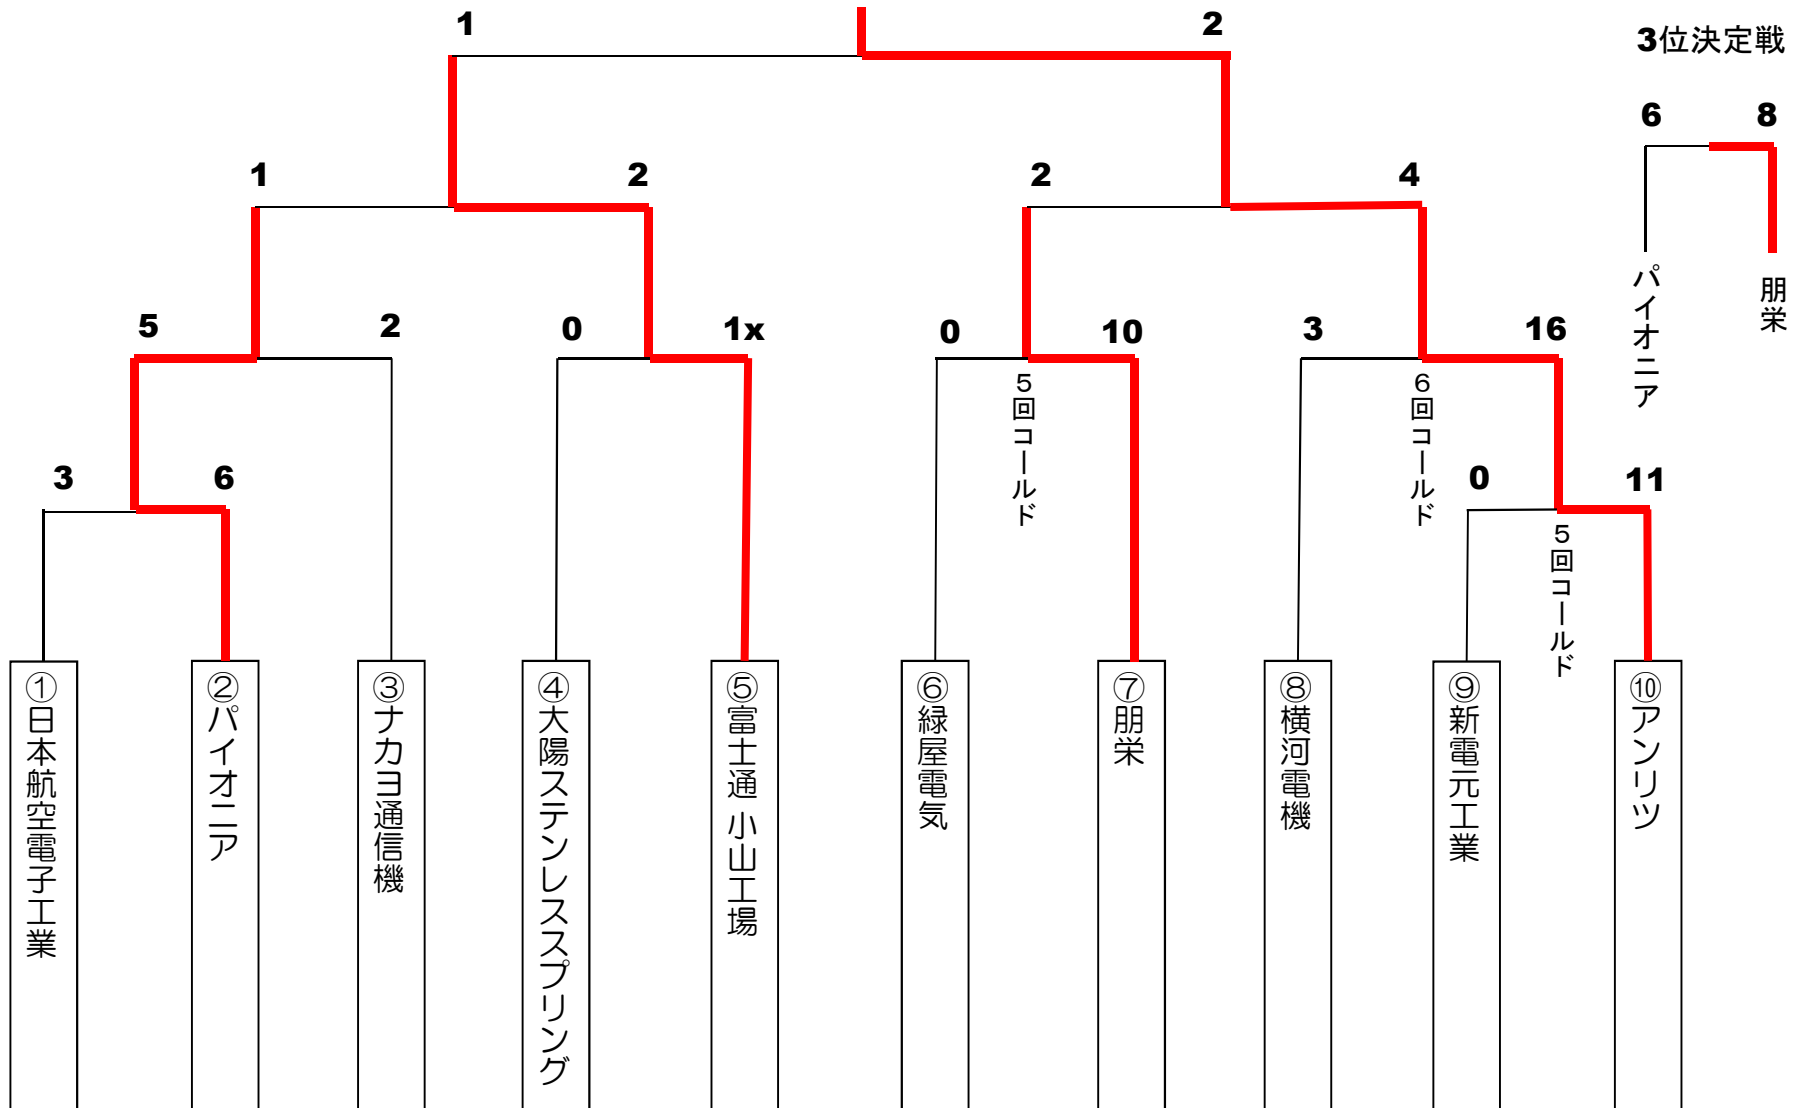 1
2
3位決定戦
6
8
1
2
2
4
パイオニア
朋栄
5
2
0
1x
0
10
3
16
5回コールド
6回コールド
3
6
0
11
5回コールド
①日本航空電子工業
②パイオニア
③ナカヨ通信機
④大陽ステンレススプリング
⑤富士通 小山工場
⑥緑屋電気
⑦朋栄
⑧横河電機
⑨新電元工業
⑩アンリツ